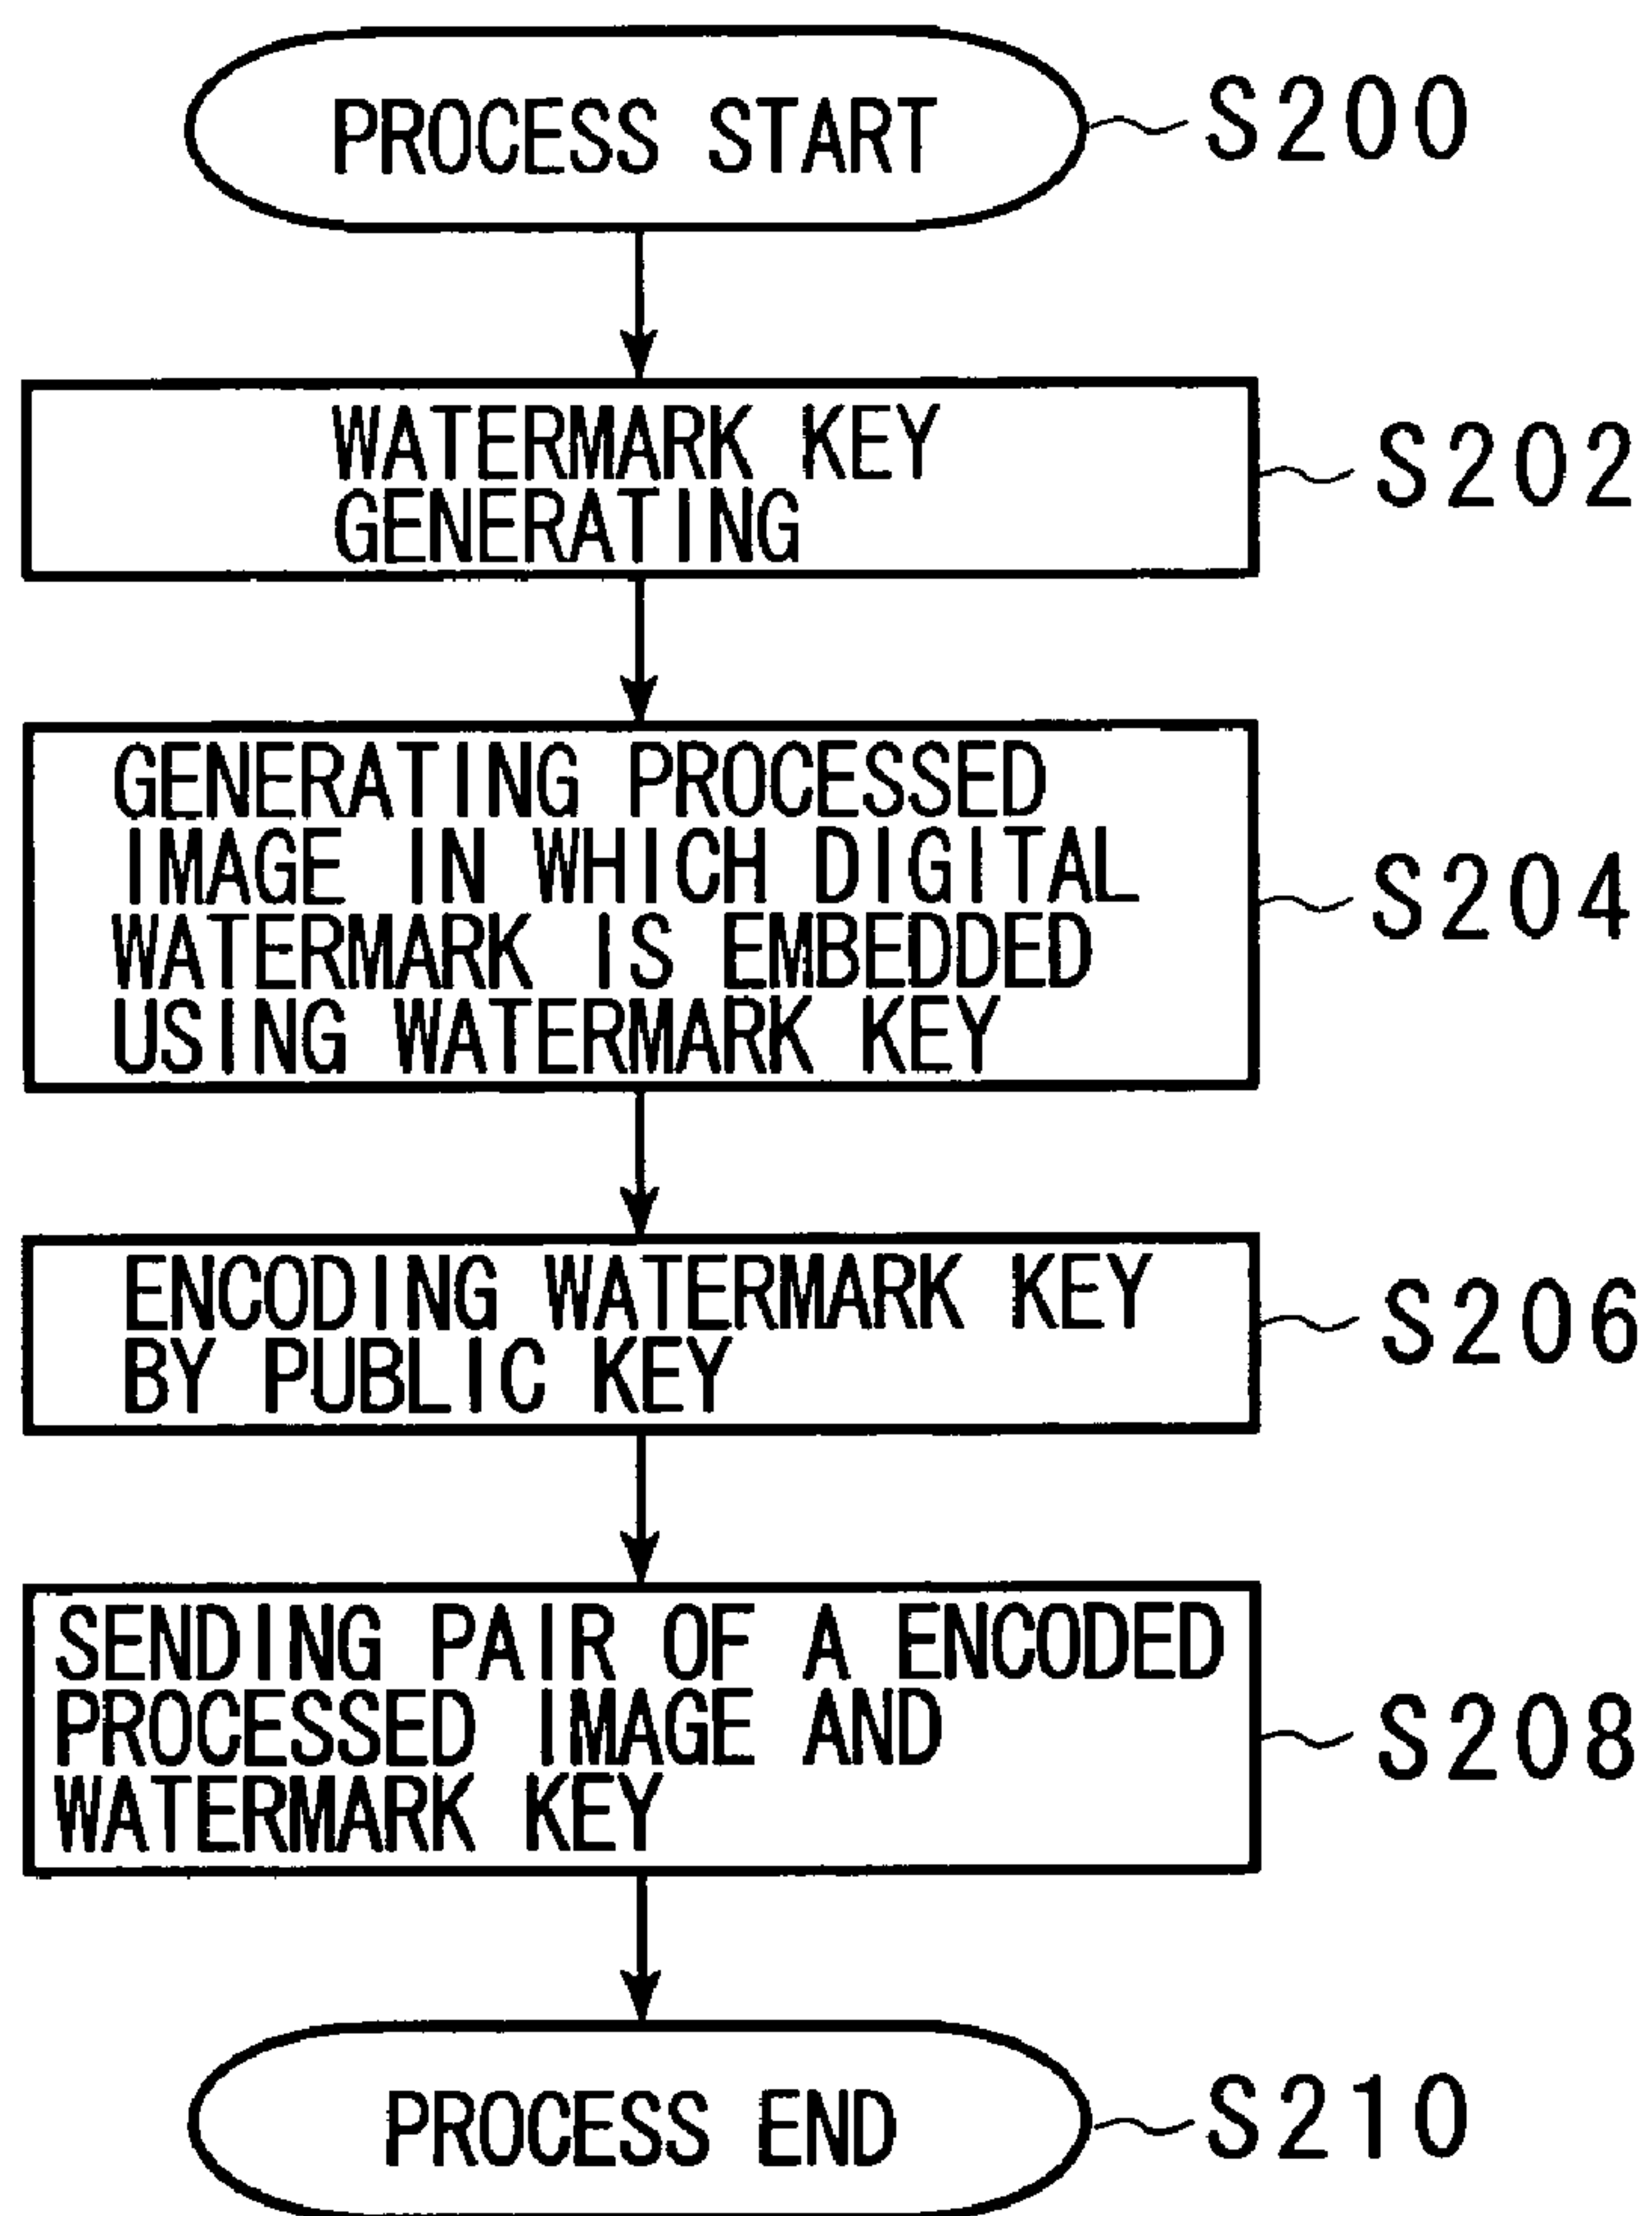 PROCESS START
S200
WATERMARK KEY
GENERATING
S202
GENERATING PROCESSED
IMAGE IN WHICH DIGITAL
WATERMARK IS EMBEDDED
USING WATERMARK KEY
S204
ENCODING WATERMARK KEY
BY PUBLIC KEY
S206
SENDING PAIR OF A ENCODED
PROCESSED IMAGE AND
WATERMARK KEY
S208
PROCESS END
S210